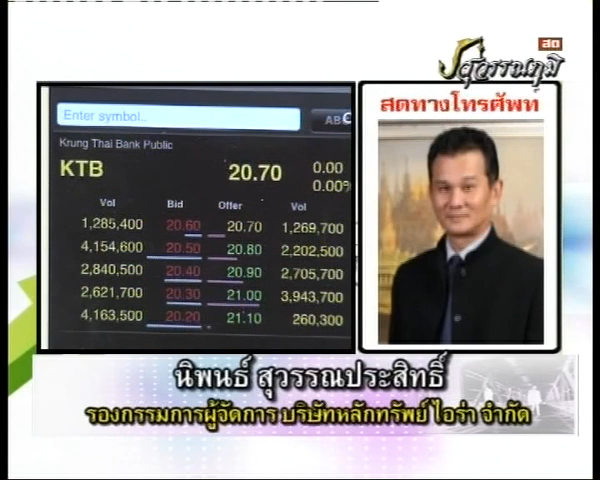 สด
สุวรรณภูมิ
สดทางโทรศัพท์
Enter symbol..
ABC
Krung Thai Bank Public
KTB 20.70 0.00
0.00%
Vol Bid Offer Vol
1,285,400 20.60 20.70 1,269,700
4,154,600 20.50 20.80 2,202,500
2,840,500 20.40 20.90 2,705,700
2,621,700 20.30 21.00 3,943,700
4,163,500 20.20 21.10 260,300
นิพนธ์ สุวรรณประสิทธิ์
รองกรรมการผู้จัดการ บริษัทหลักทรัพย์ ไอร่า จำกัด